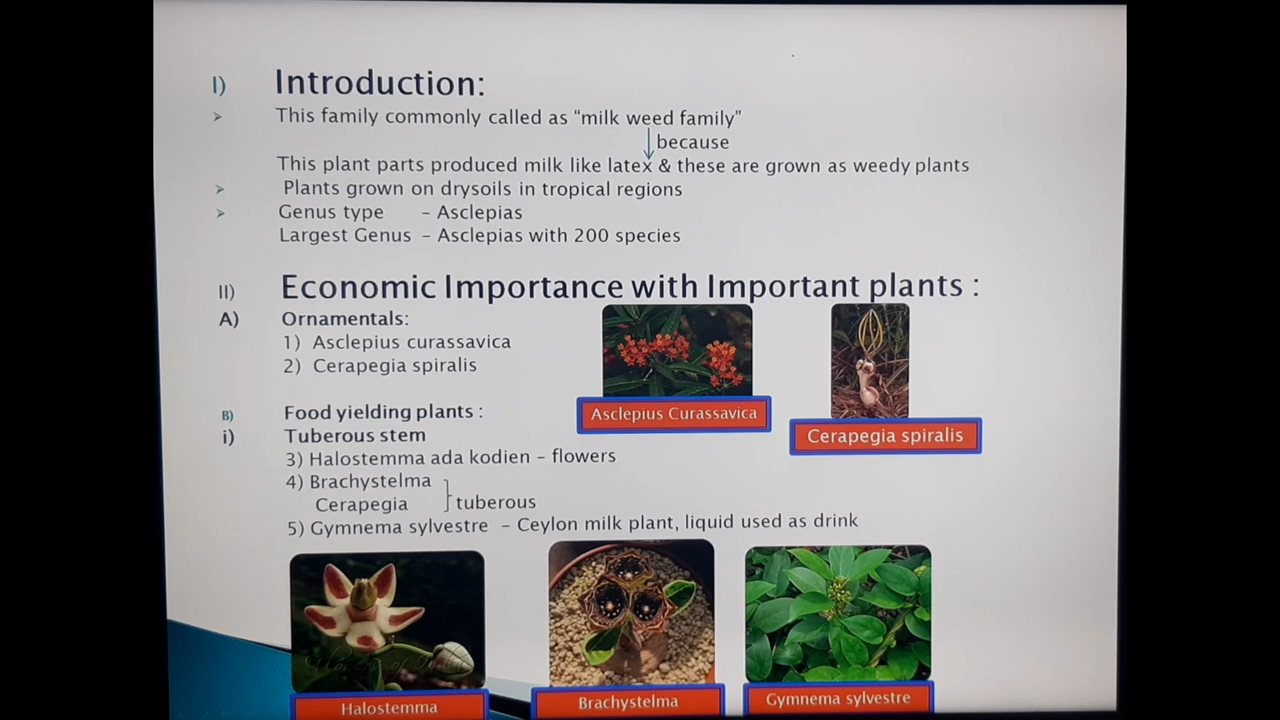 I) Introduction:
➢ This family commonly called as “milk weed family”
because
This plant parts produced milk like latex & these are grown as weedy plants
➢ Plants grown on drysoils in tropical regions
➢ Genus type – Asclepias
Largest Genus – Asclepias with 200 species
II) Economic Importance with Important plants :
A) Ornamentals:
1) Asclepius curassavica
2) Cerapegia spiralis
Asclepius Curassavica
Cerapegia spiralis
B) Food yielding plants :
i) Tuberous stem
3) Halostemma ada kodien – flowers
4) Brachystelma
Cerapegia
tuberous
5) Gymnema sylvestre – Ceylon milk plant, liquid used as drink
Halostemma
Brachystelma
Gymnema sylvestre